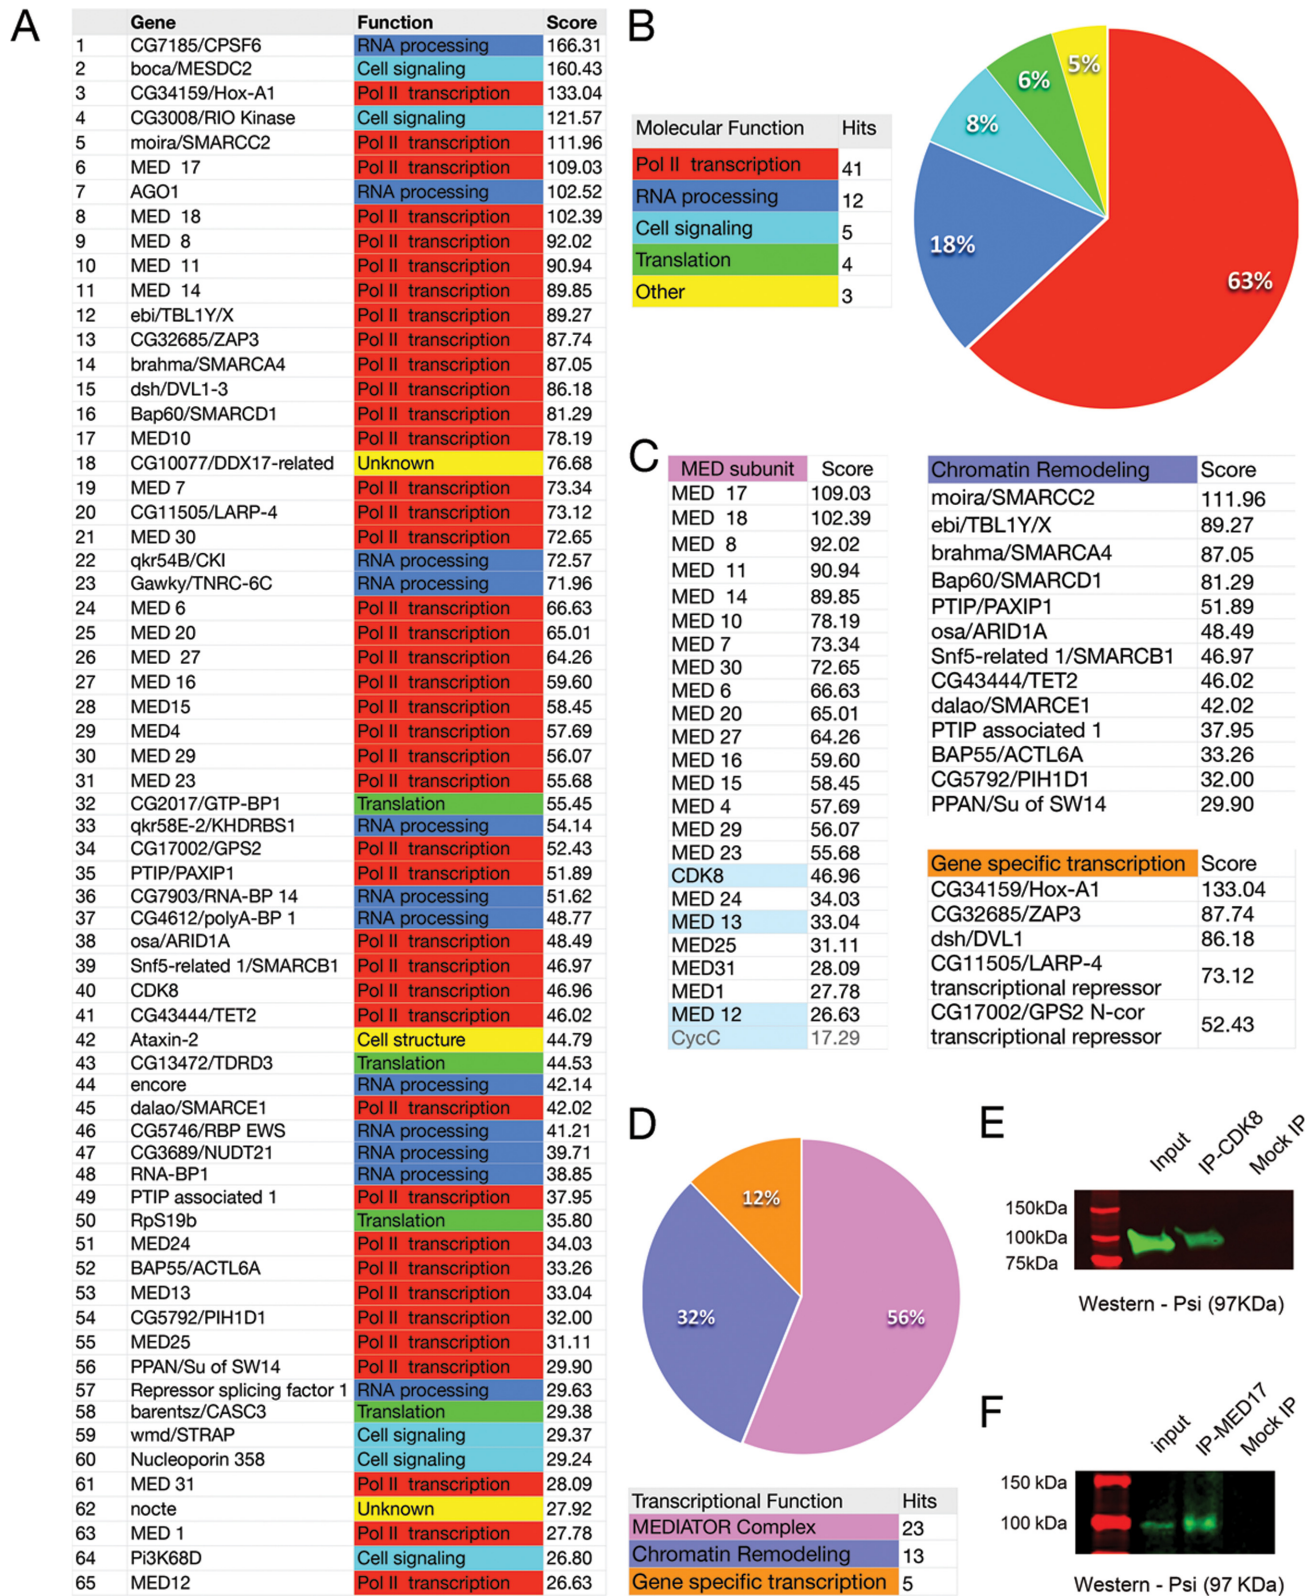 A
Gene Function Score
1 CG7185/CPSF6 RNA processing 166.31
2 boca/MESDC2 Cell signaling 160.43
3 CG34159/Hox-A1 Pol II transcription 133.04
4 CG3008/RIO Kinase Cell signaling 121.57
5 moira/SMARCC2 Pol II transcription 111.96
6 MED 17 Pol II transcription 109.03
7 AGO1 RNA processing 102.52
8 MED 18 Pol II transcription 102.39
9 MED 8 Pol II transcription 92.02
10 MED 11 Pol II transcription 90.94
11 MED 14 Pol II transcription 89.85
12 ebi/TBL1Y/X Pol II transcription 89.27
13 CG32685/ZAP3 Pol II transcription 87.74
14 brahma/SMARCA4 Pol II transcription 87.05
15 dsh/DVL1-3 Pol II transcription 86.18
16 Bap60/SMARCD1 Pol II transcription 81.29
17 MED10 Pol II transcription 78.19
18 CG10077/DDX17-related Unknown 76.68
19 MED 7 Pol II transcription 73.34
20 CG11505/LARP-4 Pol II transcription 73.12
21 MED 30 Pol II transcription 72.65
22 qkr54B/CKI RNA processing 72.57
23 Gawky/TNRC-6C RNA processing 71.96
24 MED 6 Pol II transcription 66.63
25 MED 20 Pol II transcription 65.01
26 MED 27 Pol II transcription 64.26
27 MED 16 Pol II transcription 59.60
28 MED15 Pol II transcription 58.45
29 MED4 Pol II transcription 57.69
30 MED 29 Pol II transcription 56.07
31 MED 23 Pol II transcription 55.68
32 CG2017/GTP-BP1 Translation 55.45
33 qkr58E-2/KHDRBS1 RNA processing 54.14
34 CG17002/GPS2 Pol II transcription 52.43
35 PTIP/PAXIP1 Pol II transcription 51.89
36 CG7903/RNA-BP 14 RNA processing 51.62
37 CG4612/polyA-BP 1 RNA processing 48.77
38 osa/ARID1A Pol II transcription 48.49
39 Snf5-related 1/SMARCB1 Pol II transcription 46.97
40 CDK8 Pol II transcription 46.96
41 CG43444/TET2 Pol II transcription 46.02
42 Ataxin-2 Cell structure 44.79
43 CG13472/TDRD3 Translation 44.53
44 encore RNA processing 42.14
45 dalao/SMARCE1 Pol II transcription 42.02
46 CG5746/RBP EWS RNA processing 41.21
47 CG3689/NUDT21 RNA processing 39.71
48 RNA-BP1 RNA processing 38.85
49 PTIP associated 1 Pol II transcription 37.95
50 RpS19b Translation 35.80
51 MED24 Pol II transcription 34.03
52 BAP55/ACTL6A Pol II transcription 33.26
53 MED13 Pol II transcription 33.04
54 CG5792/PIH1D1 Pol II transcription 32.00
55 MED25 Pol II transcription 31.11
56 PPAN/Su of SW14 Pol II transcription 29.90
57 Repressor splicing factor 1 RNA processing 29.63
58 barentsz/CASC3 Translation 29.38
59 wmd/STRAP Cell signaling 29.37
60 Nucleoporin 358 Cell signaling 29.24
61 MED 31 Pol II transcription 28.09
62 nocte Unknown 27.92
63 MED 1 Pol II transcription 27.78
64 Pi3K68D Cell signaling 26.80
65 MED12 Pol II transcription 26.63
B
Molecular Function Hits
Pol II transcription 41
RNA processing 12
Cell signaling 5
Translation 4
Other 3
5%
6%
8%
18%
63%
C
MED subunit Score
MED 17 109.03
MED 18 102.39
MED 8 92.02
MED 11 90.94
MED 14 89.85
MED 10 78.19
MED 7 73.34
MED 30 72.65
MED 6 66.63
MED 20 65.01
MED 27 64.26
MED 16 59.60
MED 15 58.45
MED 4 57.69
MED 29 56.07
MED 23 55.68
CDK8 46.96
MED 24 34.03
MED 13 33.04
MED25 31.11
MED31 28.09
MED1 27.78
MED 12 26.63
CycC 17.29
Chromatin Remodeling Score
moira/SMARCC2 111.96
ebi/TBL1Y/X 89.27
brahma/SMARCA4 87.05
Bap60/SMARCD1 81.29
PTIP/PAXIP1 51.89
osa/ARID1A 48.49
Snf5-related 1/SMARCB1 46.97
CG43444/TET2 46.02
dalao/SMARCE1 42.02
PTIP associated 1 37.95
BAP55/ACTL6A 33.26
CG5792/PIH1D1 32.00
PPAN/Su of SW14 29.90
Gene specific transcription Score
CG34159/Hox-A1 133.04
CG32685/ZAP3 87.74
dsh/DVL1 86.18
CG11505/LARP-4
transcriptional repressor 73.12
CG17002/GPS2 N-cor
transcriptional repressor 52.43
D
12%
32%
56%
Transcriptional Function Hits
MEDIATOR Complex 23
Chromatin Remodeling 13
Gene specific transcription 5
E
Input IP-CDK8 Mock IP
150kDa
100kDa
75kDa
Western - Psi (97KDa)
F
input IP-MED17 Mock IP
150 kDa
100 kDa
Western - Psi (97 KDa)